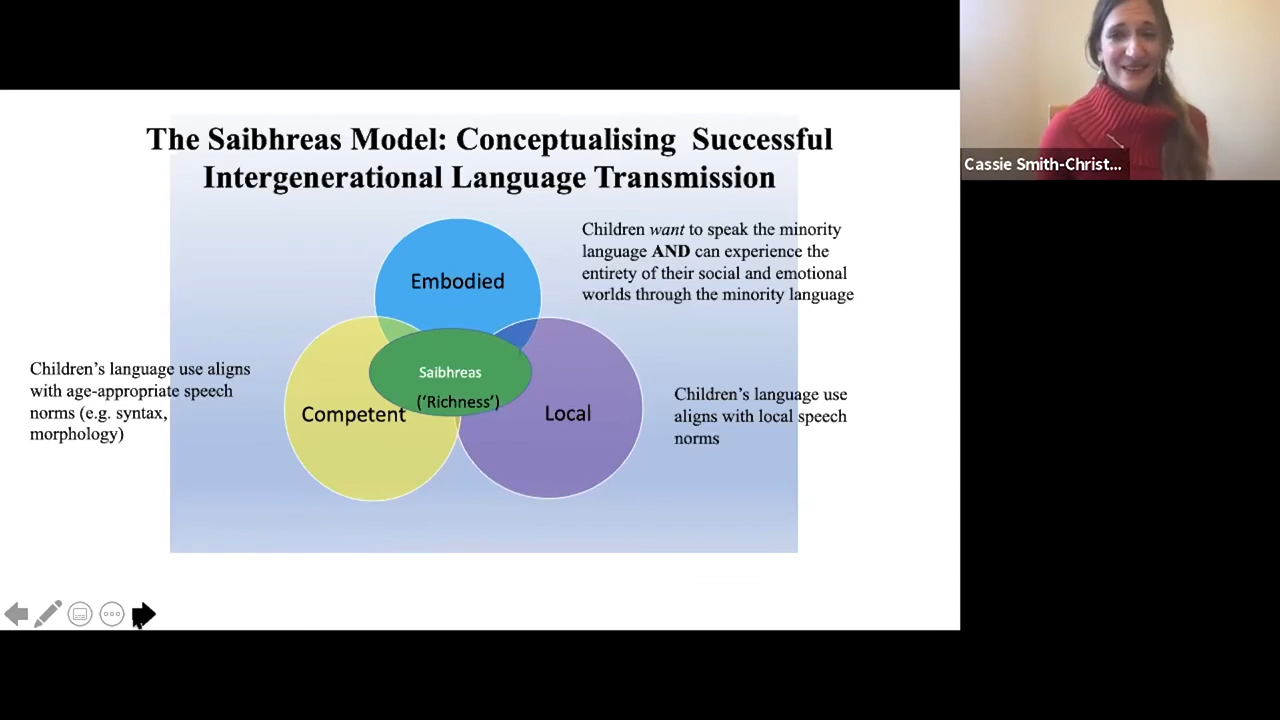 The Saibhreas Model: Conceptualising Successful
Intergenerational Language Transmission
Children want to speak the minority
language AND can experience the
entirety of their social and emotional
worlds through the minority language
Embodied
Children's language use aligns
with age-appropriate speech
norms (e.g. syntax,
morphology)
Saibhreas
('Richness')
Competent
Local
Children's language use
aligns with local speech
norms
Cassie Smith-Christ...